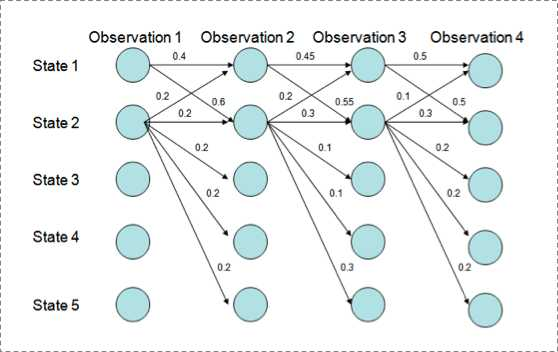 Observation 1 Observation 2 Observation 3 Observation 4
State 1
0.4 0.45 0.5
0.2 0.6 0.2 0.55 0.1 0.5
State 2
0.2 0.3 0.3
0.2 0.1 0.2
State 3
0.2 0.1 0.2
State 4
0.2 0.3 0.2
State 5